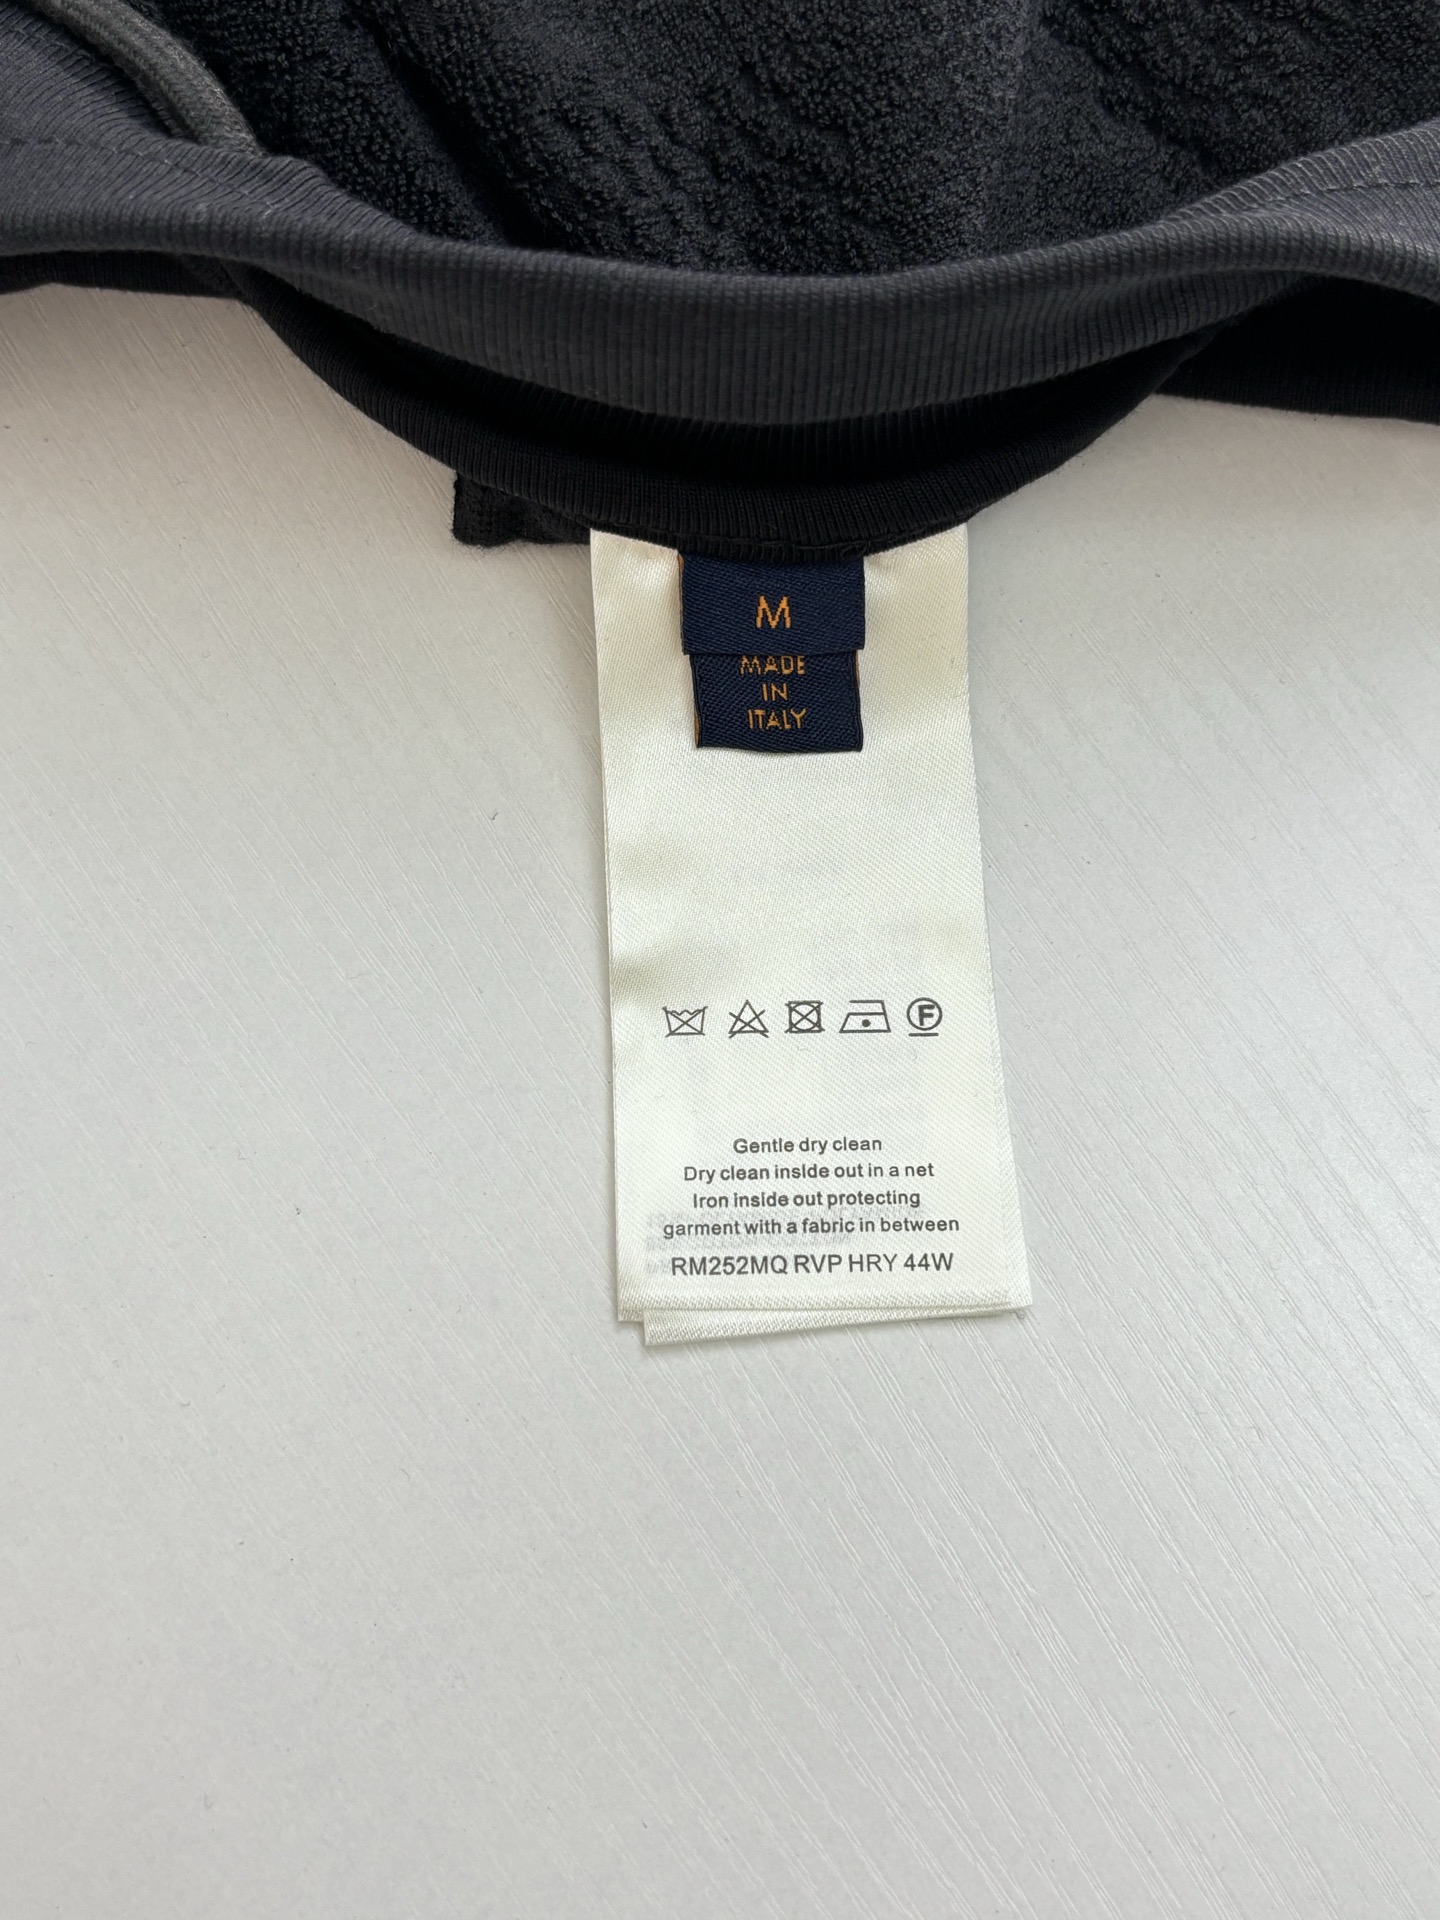 M
MADE
IN
ITALY
F
Gentle dry clean
Dry clean inside out in a net
Iron inside out protecting
garment with a fabric in between
RM252MQ RVP HRY 44W